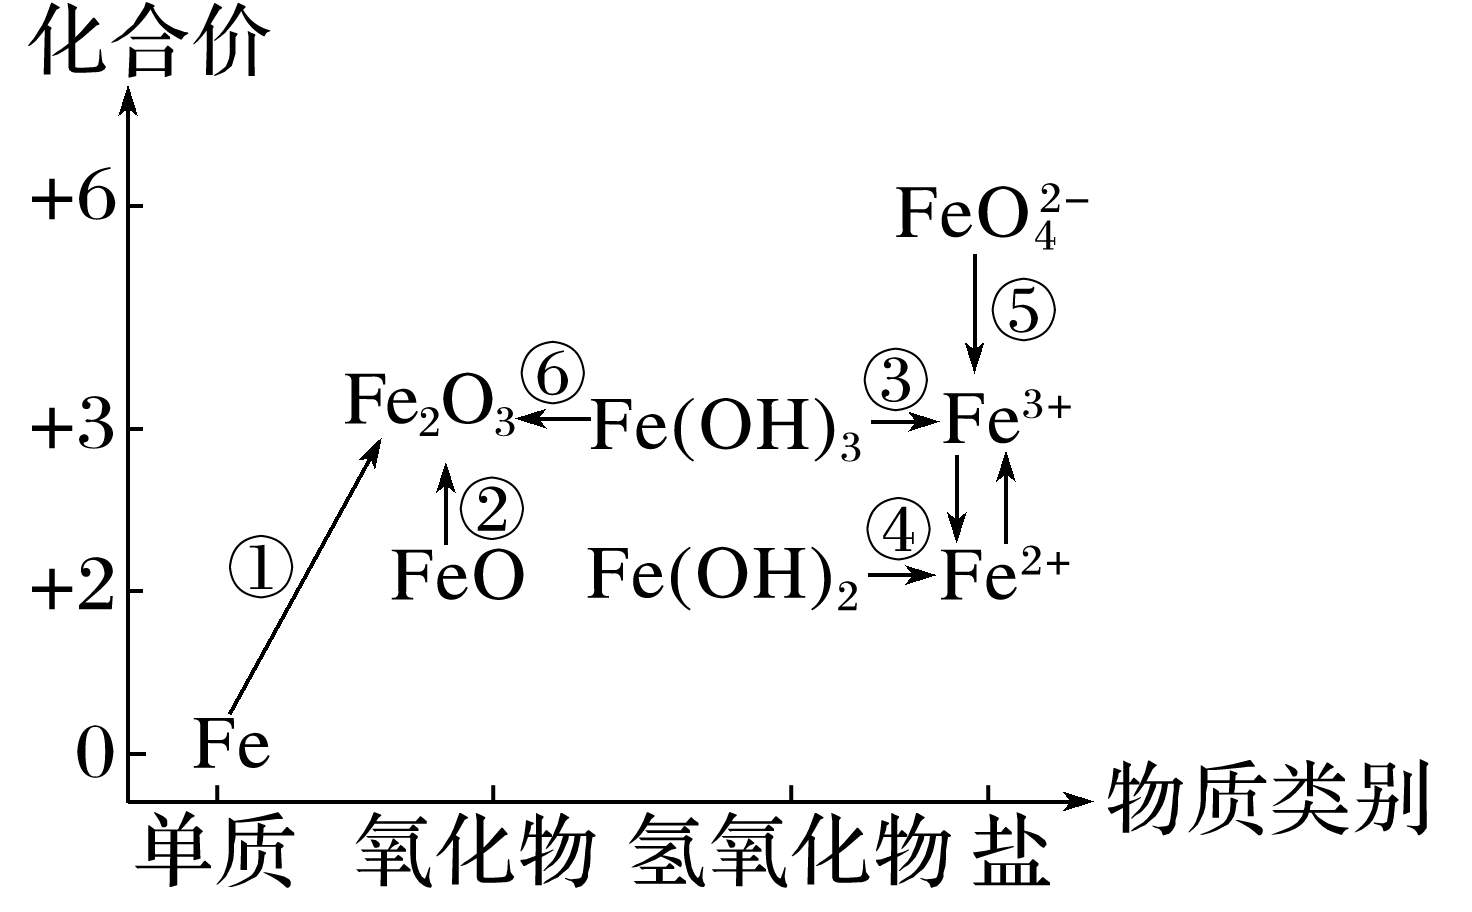 化合价
+6 FeO₄²⁻
⑤
+3 Fe₂O₃ ⑥ Fe(OH)₃ ③ Fe³⁺
①
②
+2 FeO Fe(OH)₂ ④ Fe²⁺
0 Fe
单质 氧化物 氢氧化物 盐 物质类别